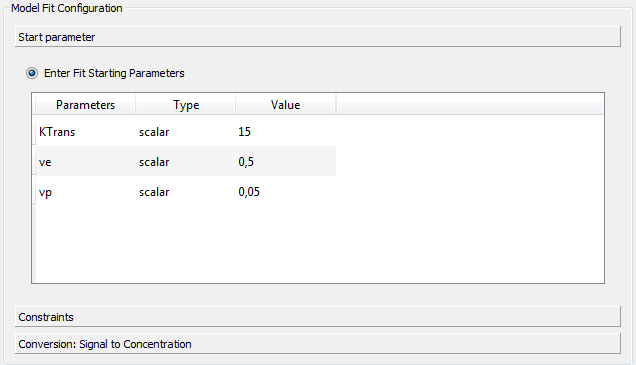 Model Fit Configuration
Start parameter
Enter Fit Starting Parameters
Parameters Type Value
KTrans scalar 15
ve scalar 0,5
vp scalar 0,05
Constraints
Conversion: Signal to Concentration